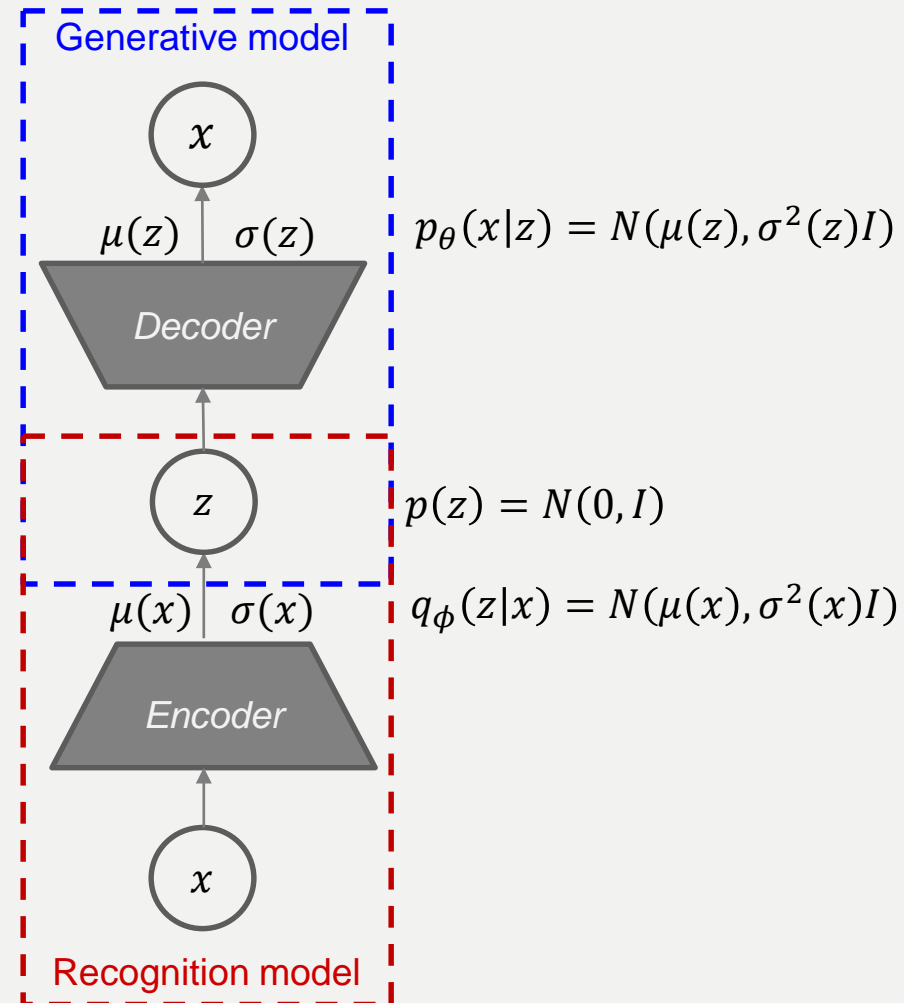 Generative model
x
μ(z) σ(z)
p_θ(x|z) = N(μ(z), σ²(z)I)
Decoder
z
p(z) = N(0, I)
μ(x) σ(x)
q_ϕ(z|x) = N(μ(x), σ²(x)I)
Encoder
x
Recognition model